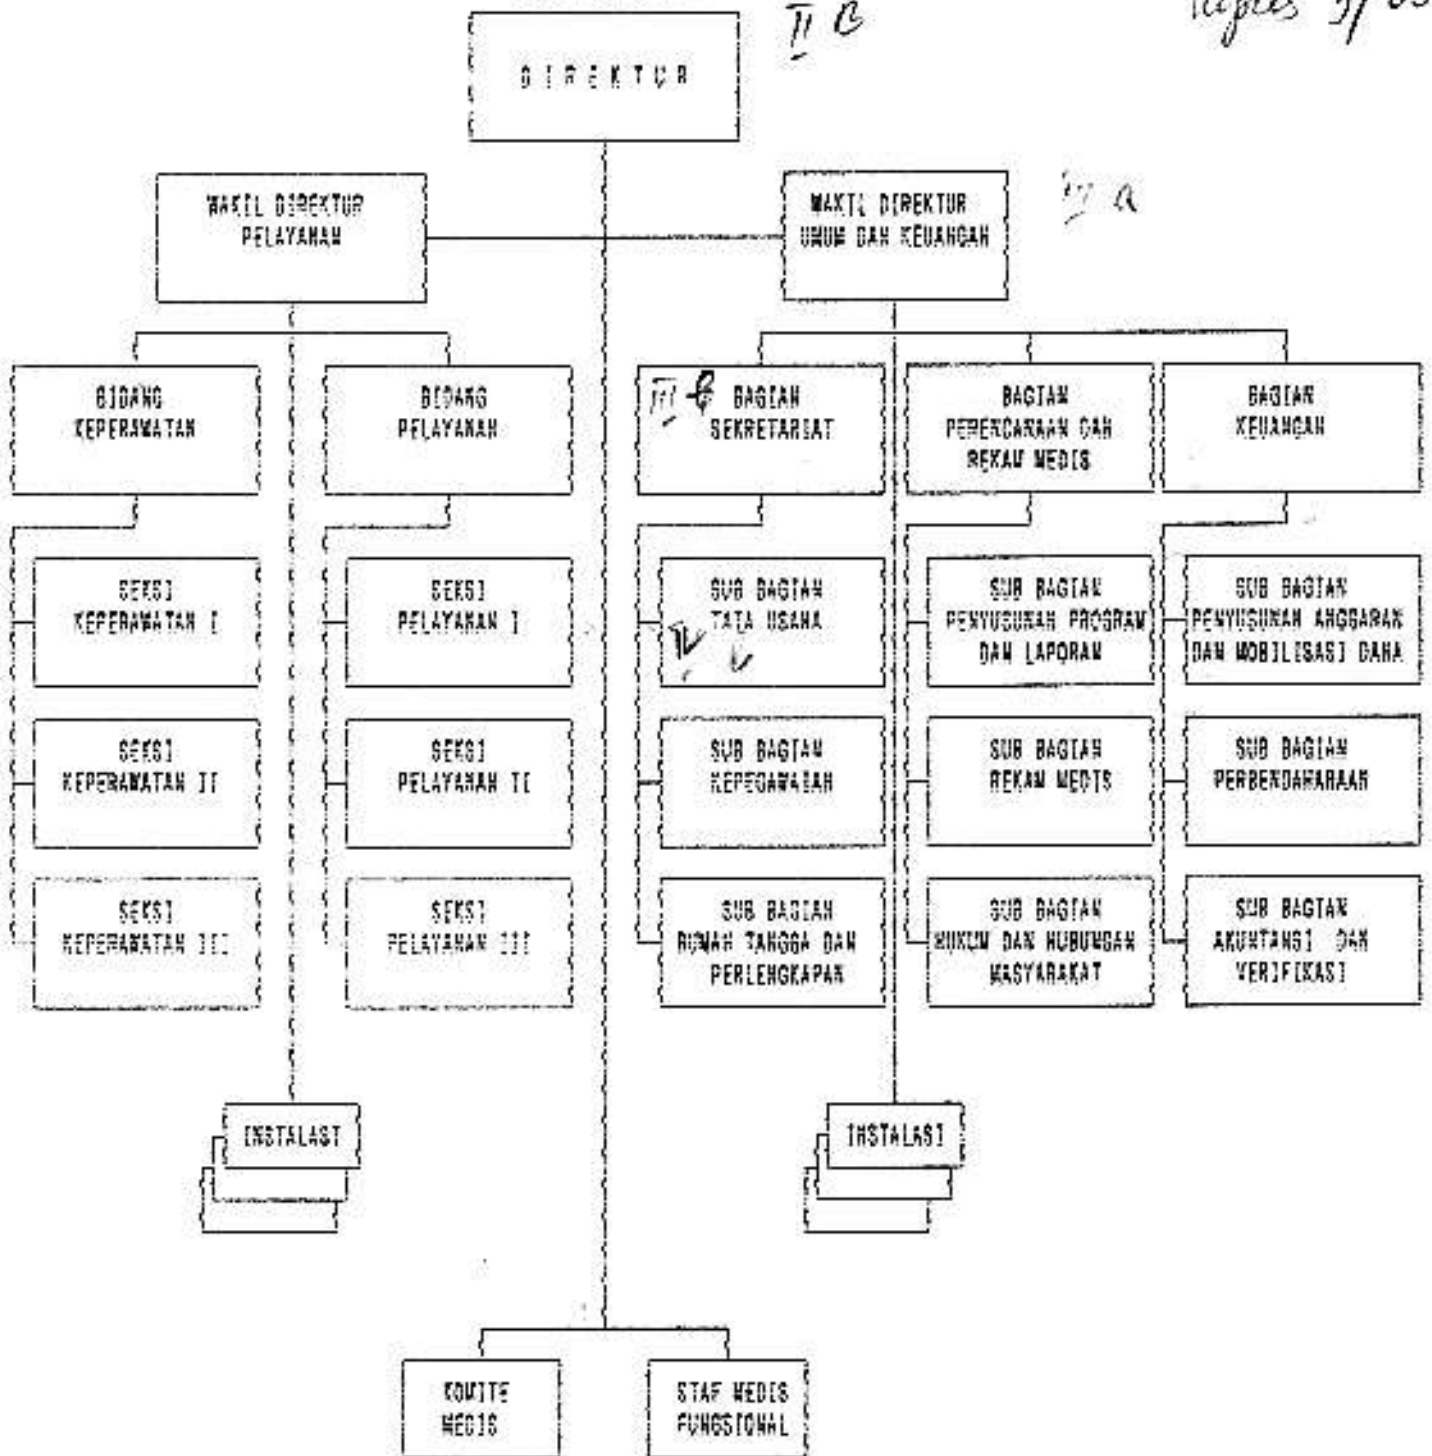 II B
DIREKTUR
WAKIL DIREKTUR
PELAYANAN
WAKIL DIREKTUR
UMUM DAN KEUANGAN
a
BIDANG
KEPERAWATAN
BIDANG
PELAYANAN
III
BAGIAN
SEKRETARIAT
BAGIAN
PERENCANAAN DAN
REKAM MEDIS
BAGIAN
KEUANGAN
SEKSI
KEPERAWATAN I
SEKSI
PELAYANAN I
SUB BAGIAN
TATA USAHA
IV
SUB BAGIAN
PENYUSUNAN PROGRAM
DAN LAPORAN
SUB BAGIAN
PENYUSUNAN ANGGARAN
DAN MOBILISASI DANA
SEKSI
KEPERAWATAN II
SEKSI
PELAYANAN II
SUB BAGIAN
KEPEGAWAIAN
SUB BAGIAN
REKAM MEDIS
SUB BAGIAN
PERBENDAHARAAN
SEKSI
KEPERAWATAN III
SEKSI
PELAYANAN III
SUB BAGIAN
RUMAH TANGGA DAN
PERLENGKAPAN
SUB BAGIAN
HUKUM DAN HUBUNGAN
MASYARAKAT
SUB BAGIAN
AKUNTANSI DAN
VERIFIKASI
INSTALASI
INSTALASI
KOMITE
MEDIS
STAF MEDIS
FUNGSIONAL